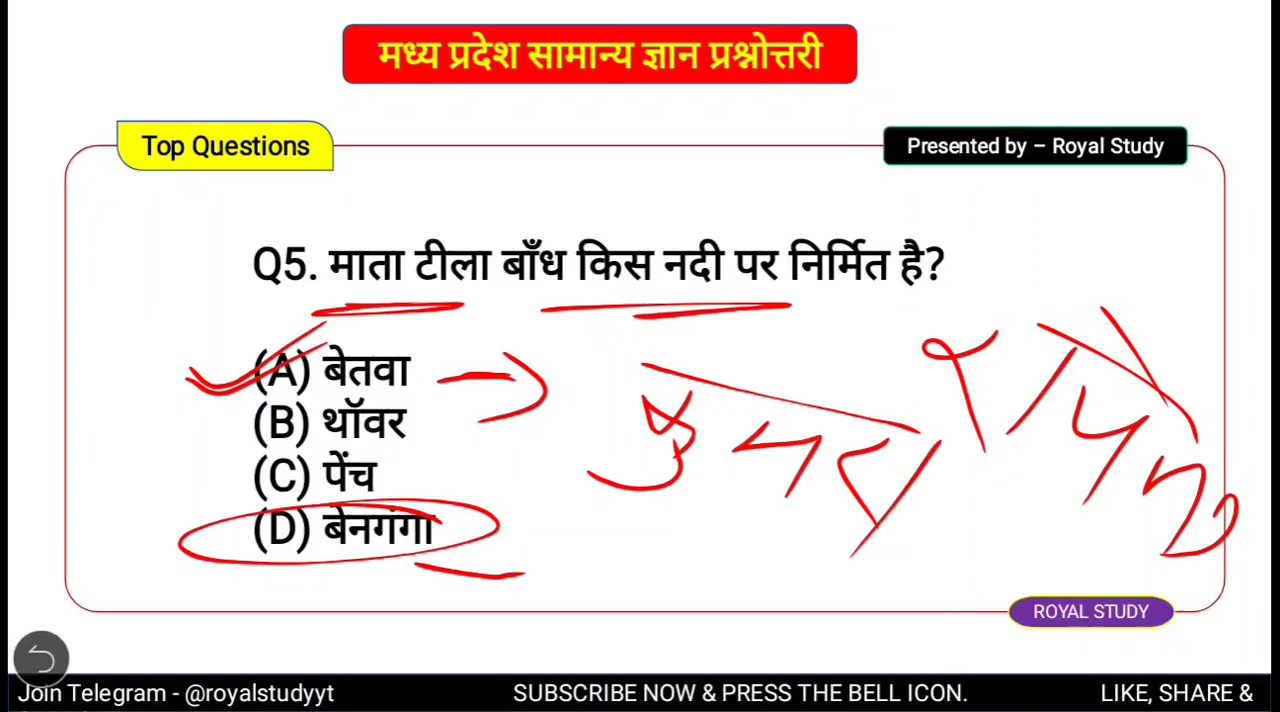 मध्य प्रदेश सामान्य ज्ञान प्रश्नोत्तरी
Top Questions
Presented by – Royal Study
Q5. माता टीला बाँध किस नदी पर निर्मित है?
(A) बेतवा
(B) थॉवर
(C) पेंच
(D) बेनगंगा
ROYAL STUDY
Join Telegram - @royalstudyyt
SUBSCRIBE NOW & PRESS THE BELL ICON.
LIKE, SHARE &